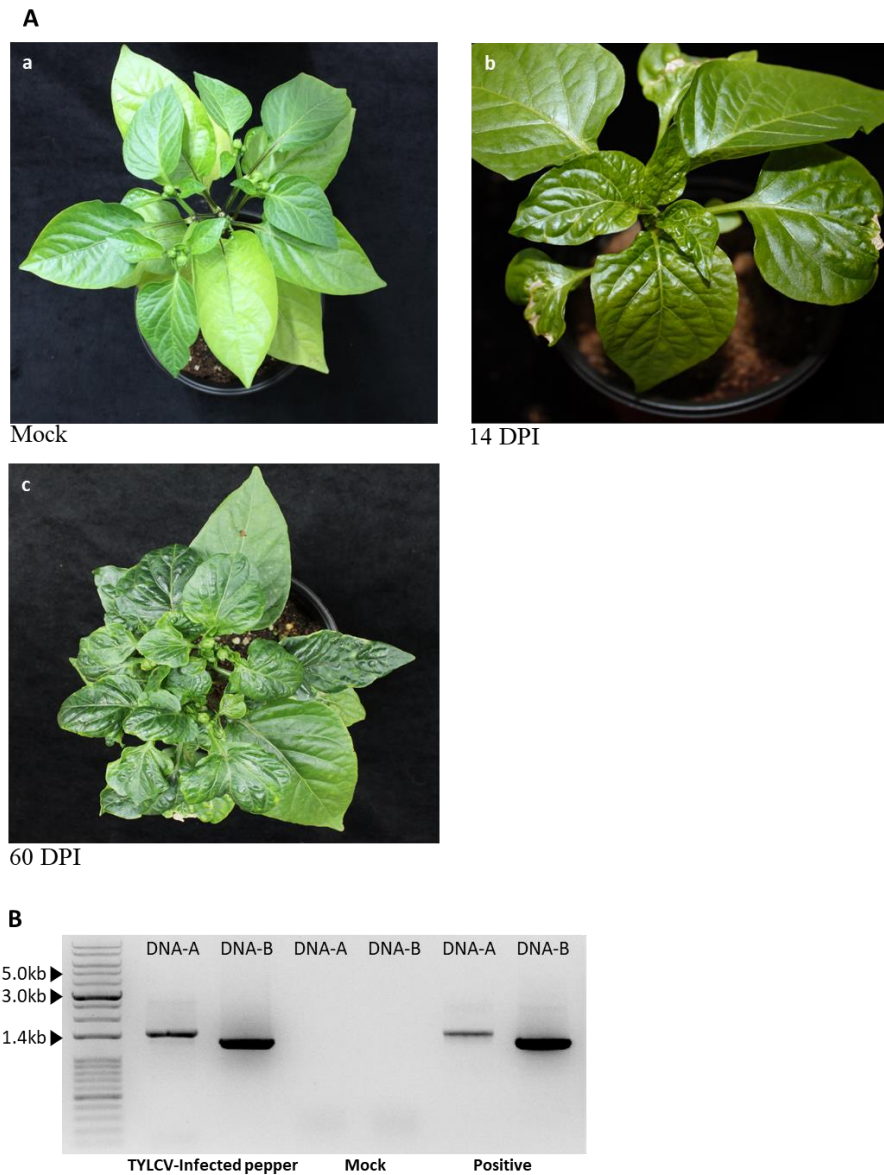 A
a
b
Mock
14 DPI
c
60 DPI
B
DNA-A DNA-B DNA-A DNA-B DNA-A DNA-B
5.0kb
3.0kb
1.4kb
TYLCV-Infected pepper Mock Positive